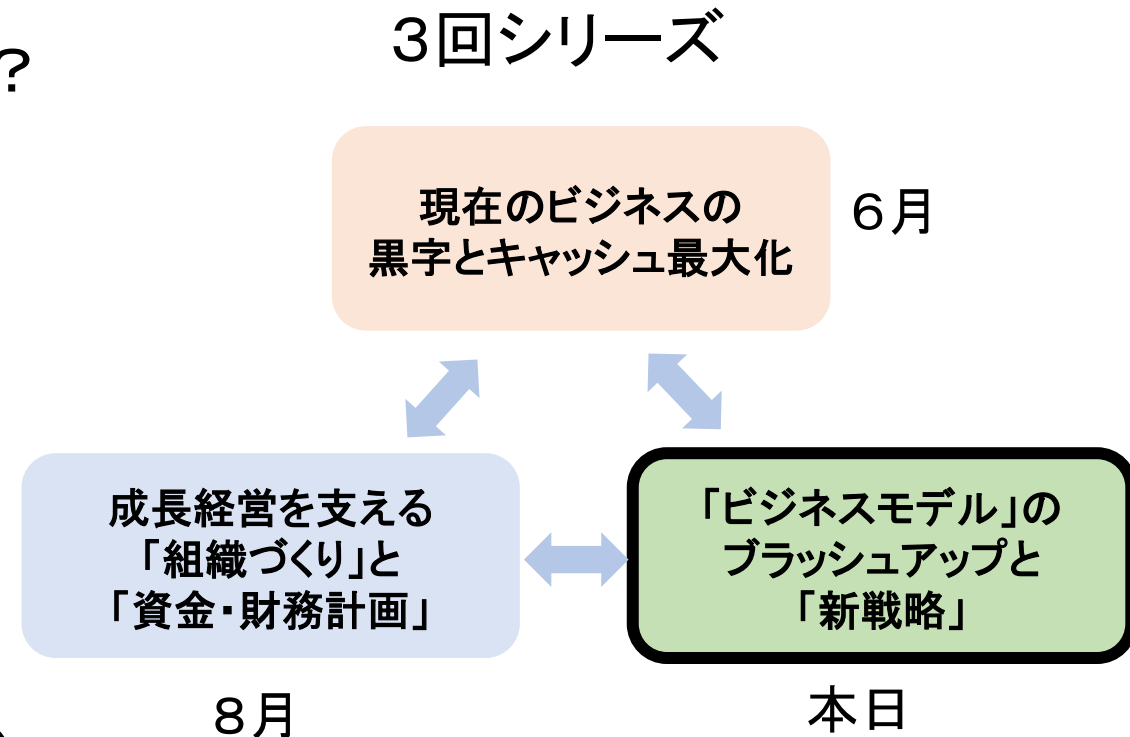 ３回シリーズ
？
現在のビジネスの
黒字とキャッシュ最大化
６月
成長経営を支える
「組織づくり」と
「資金・財務計画」
８月
「ビジネスモデル」の
ブラッシュアップと
「新戦略」
本日